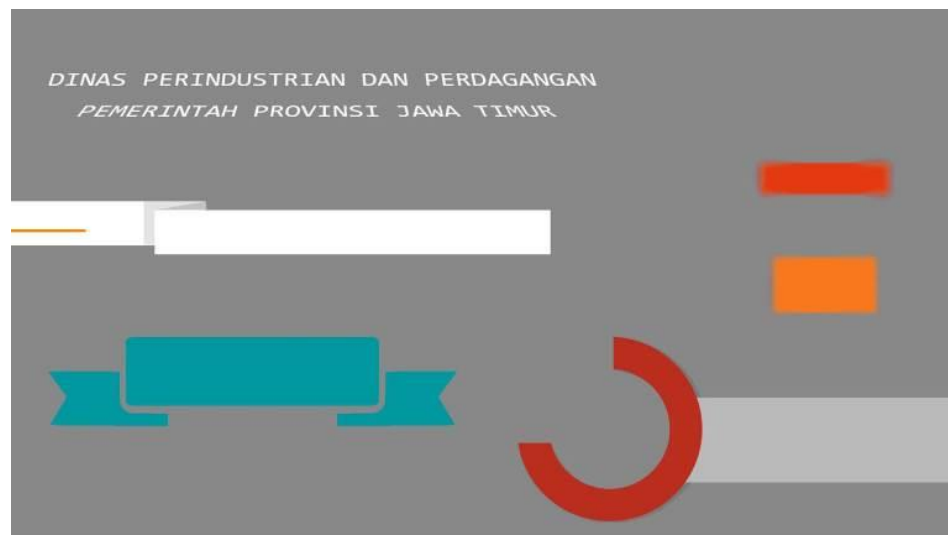 DINAS PERINDUSTRIAN DAN PERDAGANGAN
PEMERINTAH PROVINSI JAWA TIMUR